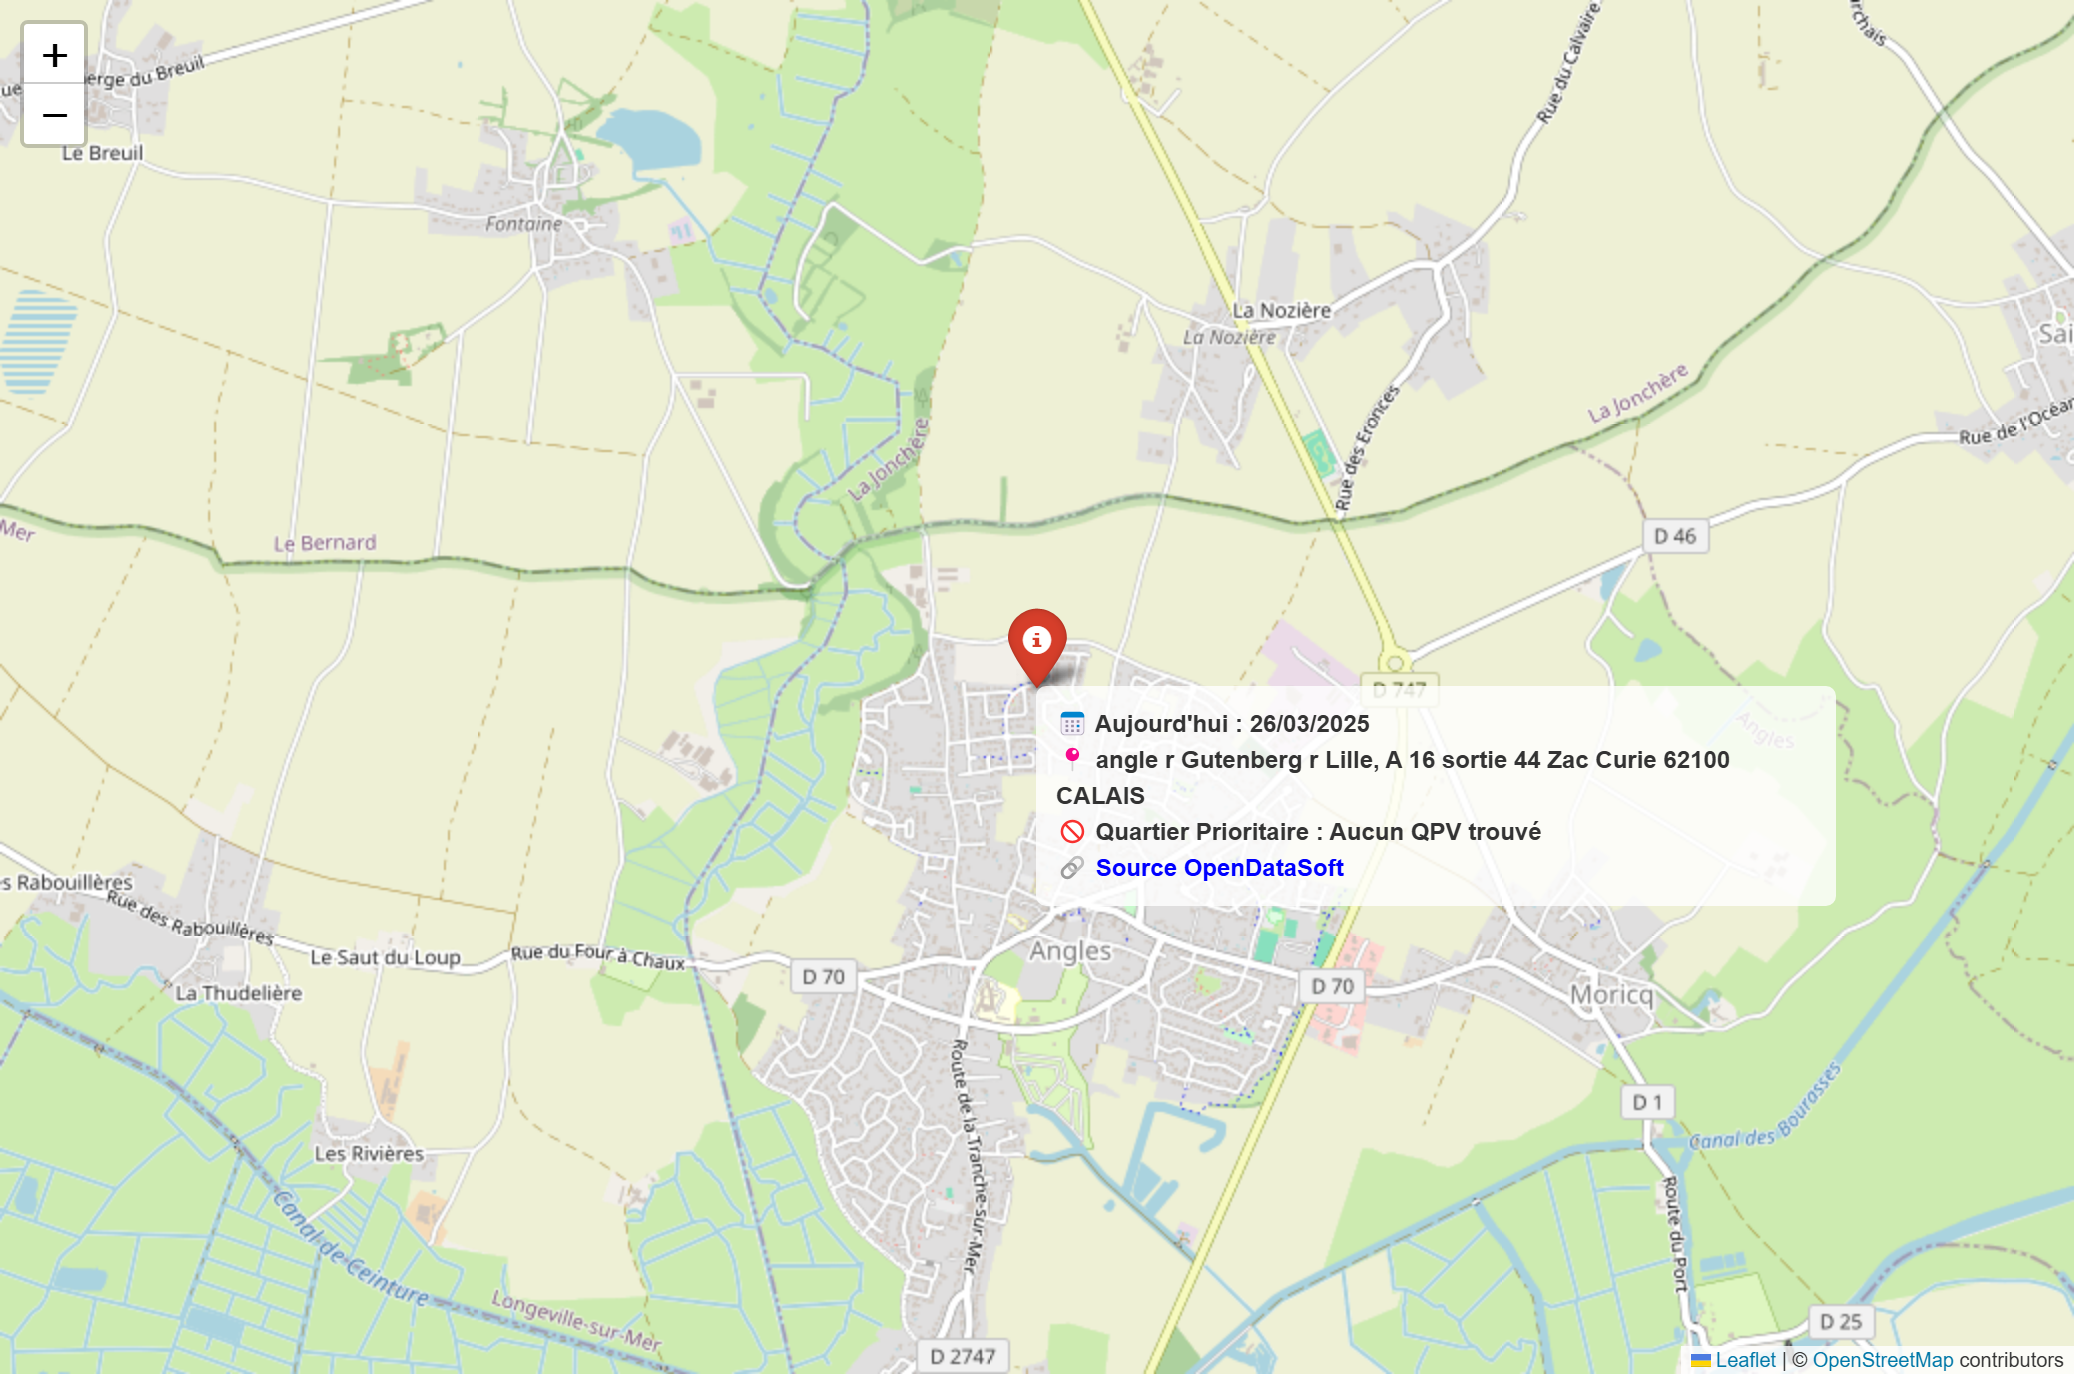 +
−
erge du Breuil
Le Breuil
Fontaine
Rue du Calvaire
rchais
La Nozière
La Nozière
Sai
La Jonchère
La Jonchère
Rue des Eronces
Rue de l'Océan
Mer
Le Bernard
D 46
D 747
Angles
Aujourd'hui : 26/03/2025
angle r Gutenberg r Lille, A 16 sortie 44 Zac Curie 62100
CALAIS
Quartier Prioritaire : Aucun QPV trouvé
Source OpenDataSoft
s Rabouillères
Rue des Rabouillères
Le Saut du Loup
Rue du Four à Chaux
La Thudelière
D 70
Angles
D 70
Moricq
Route de la Tranche-sur-Mer
D 1
Canal des Bourasses
Les Rivières
Canal de Ceinture
Longeville-sur-Mer
Route du Port
D 25
D 2747
Leaflet | © OpenStreetMap contributors